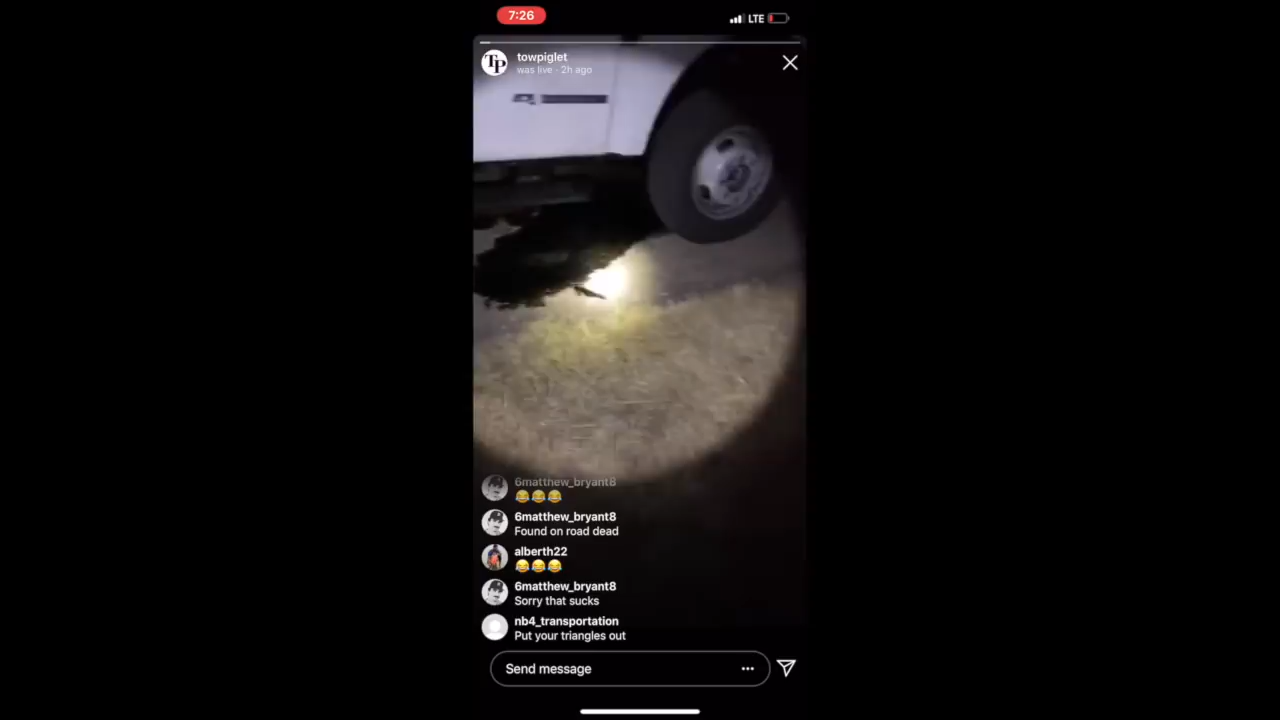 7:26
LTE
TP
towpiglet
was live · 2h ago
6matthew_bryant8
😂😂😂
6matthew_bryant8
Found on road dead
alberth22
😂😂😂
6matthew_bryant8
Sorry that sucks
nb4_transportation
Put your triangles out
Send message